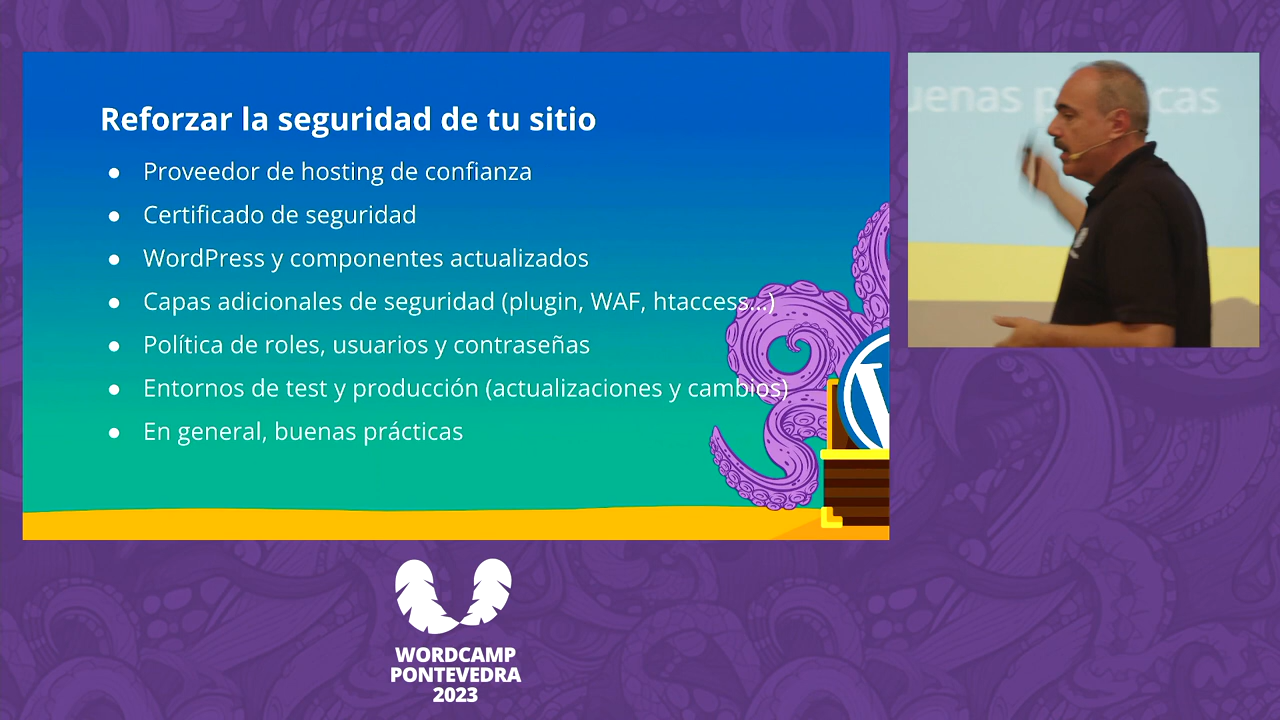 Reforzar la seguridad de tu sitio
● Proveedor de hosting de confianza
● Certificado de seguridad
● WordPress y componentes actualizados
● Capas adicionales de seguridad (plugin, WAF, htaccess...)
● Política de roles, usuarios y contraseñas
● Entornos de test y producción (actualizaciones y cambios)
● En general, buenas prácticas
WORDCAMP
PONTEVEDRA
2023